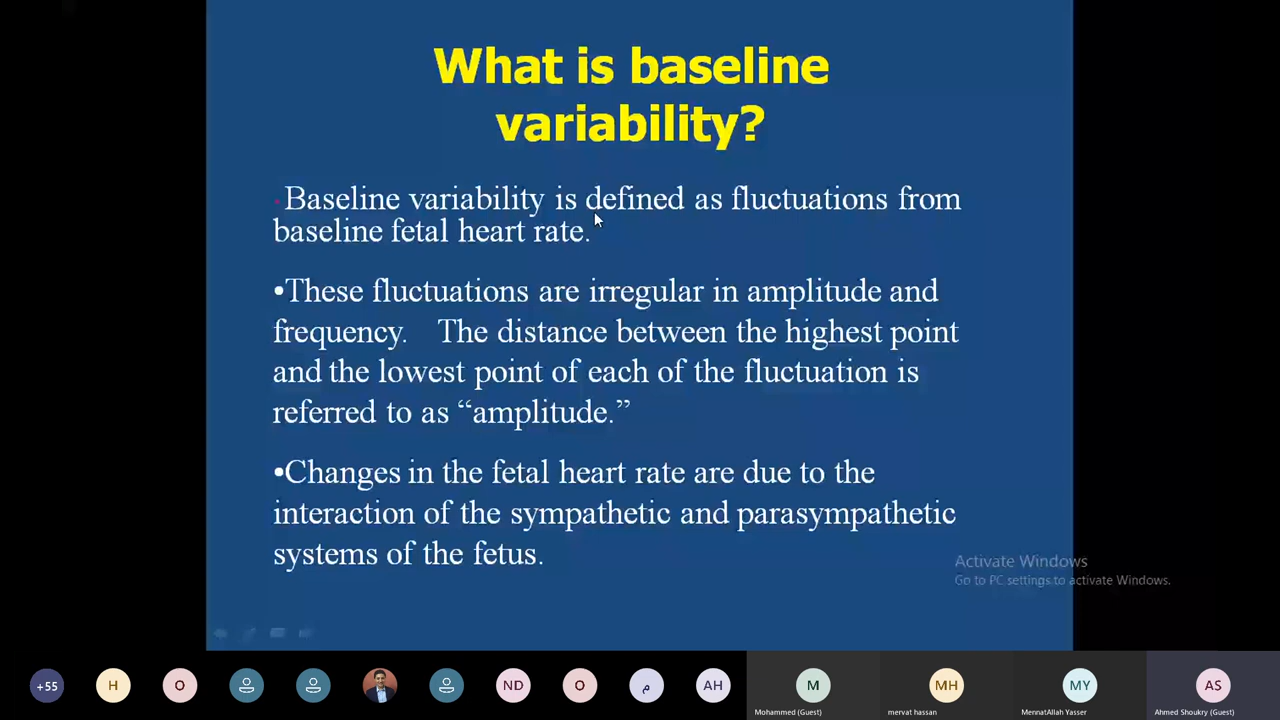 What is baseline
variability?
•Baseline variability is defined as fluctuations from
baseline fetal heart rate.
•These fluctuations are irregular in amplitude and
frequency. The distance between the highest point
and the lowest point of each of the fluctuation is
referred to as “amplitude.”
•Changes in the fetal heart rate are due to the
interaction of the sympathetic and parasympathetic
systems of the fetus.
Activate Windows
Go to PC settings to activate Windows.
+55 H O ND O م AH M MH MY AS
Mohammed (Guest) mervat hassan MennatAllah Yasser Ahmed Shoukry (Guest)